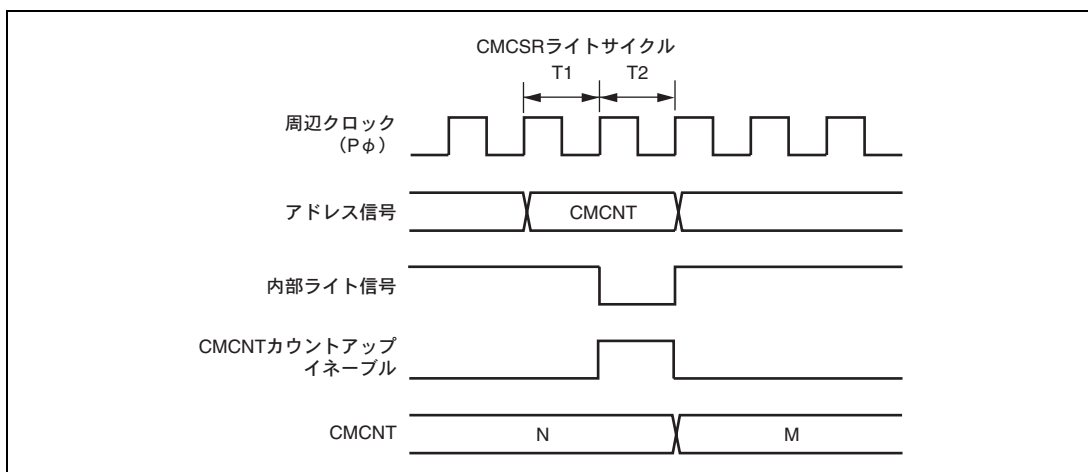 CMCSRライトサイクル
T1 T2
周辺クロック
（Pφ）
アドレス信号
CMCNT
内部ライト信号
CMCNTカウントアップ
イネーブル
CMCNT
N
M